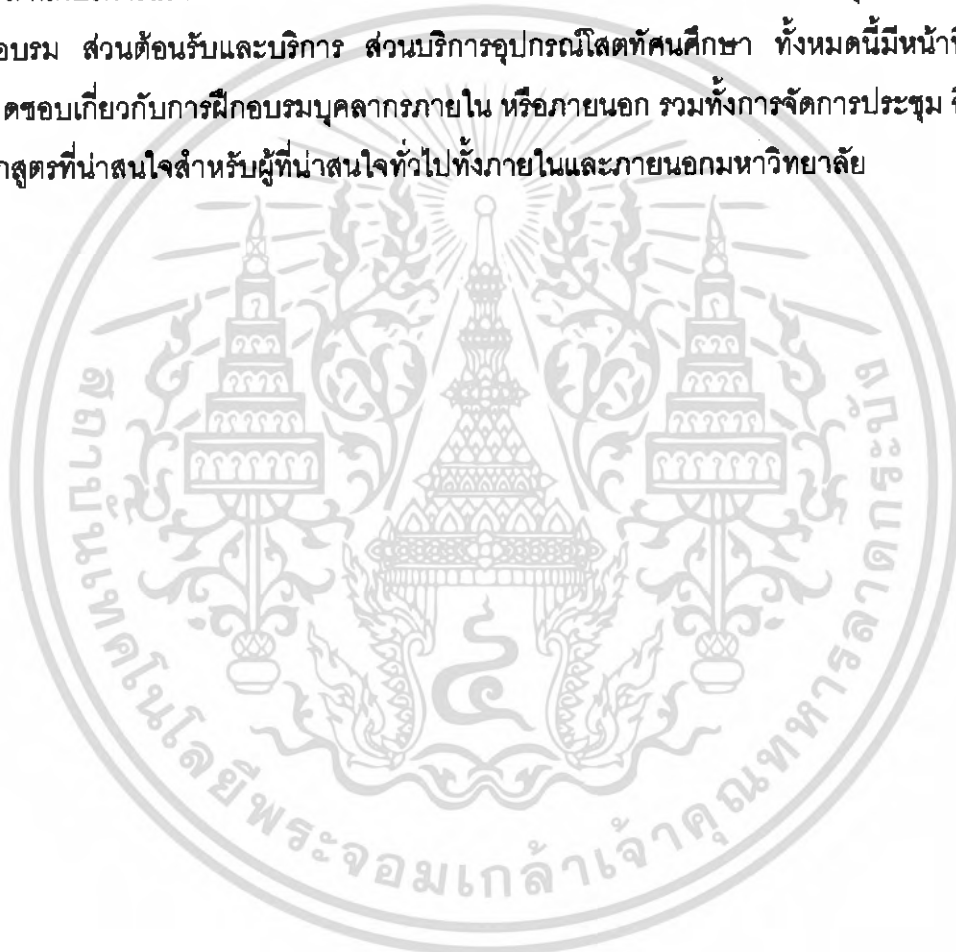 อบรม ส่วนต้อนรับและบริการ ส่วนบริการอุปกรณ์โสตทัศนศึกษา ทั้งหมดนี้มีหน้าที่
ดชอบเกี่ยวกับการฝึกอบรมบุคลากรภายใน หรือภายนอก รวมทั้งการจัดการประชุม
าสูตรที่น่าสนใจสำหรับผู้ที่น่าสนใจทั่วไปทั้งภายในและภายนอกมหาวิทยาลัย
สถาบันเทคโนโลยีพระจอมเกล้าเจ้าคุณทหารลาดกระบัง
๔